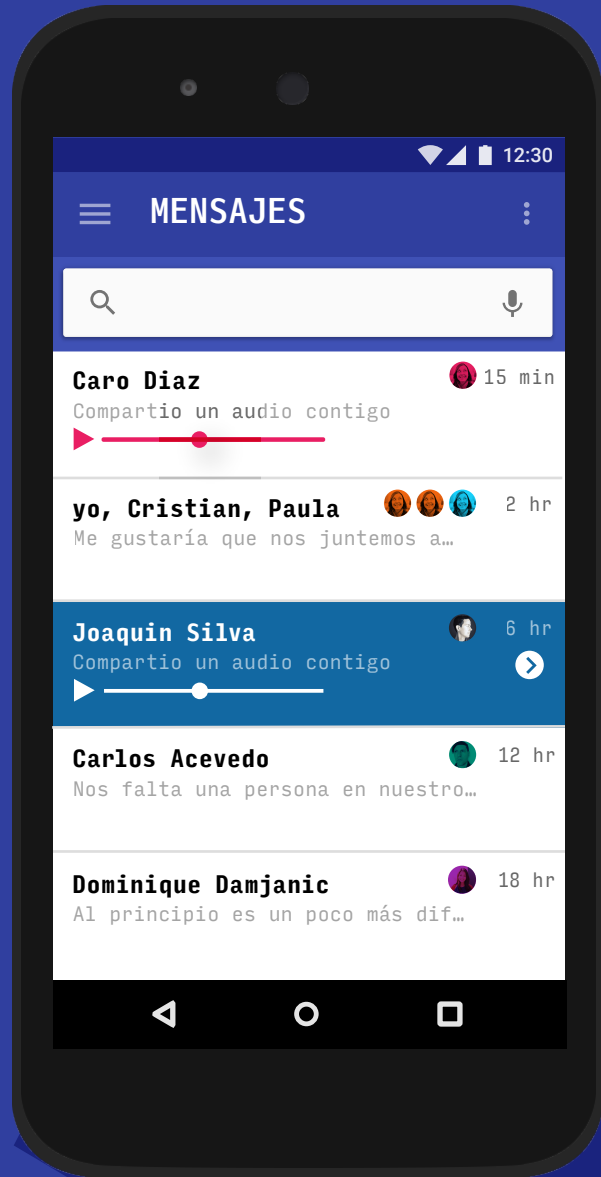 12:30
MENSAJES
Caro Diaz 15 min
Compartio un audio contigo
yo, Cristian, Paula 2 hr
Me gustaría que nos juntemos a…
Joaquin Silva 6 hr
Compartio un audio contigo
Carlos Acevedo 12 hr
Nos falta una persona en nuestro…
Dominique Damjanic 18 hr
Al principio es un poco más dif…